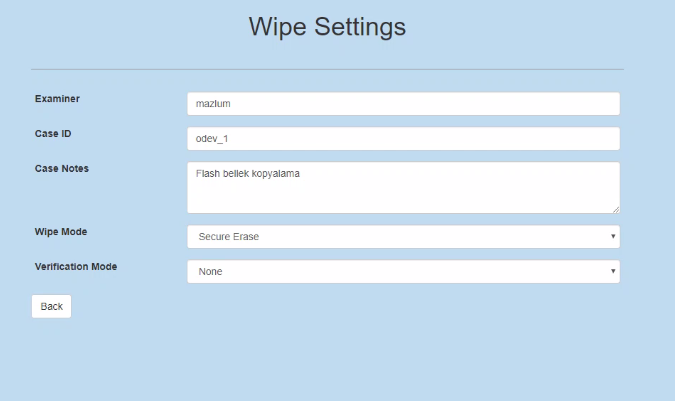 Wipe Settings
Examiner
mazlum
Case ID
odev_1
Case Notes
Flash bellek kopyalama
Wipe Mode
Secure Erase
Verification Mode
None
Back